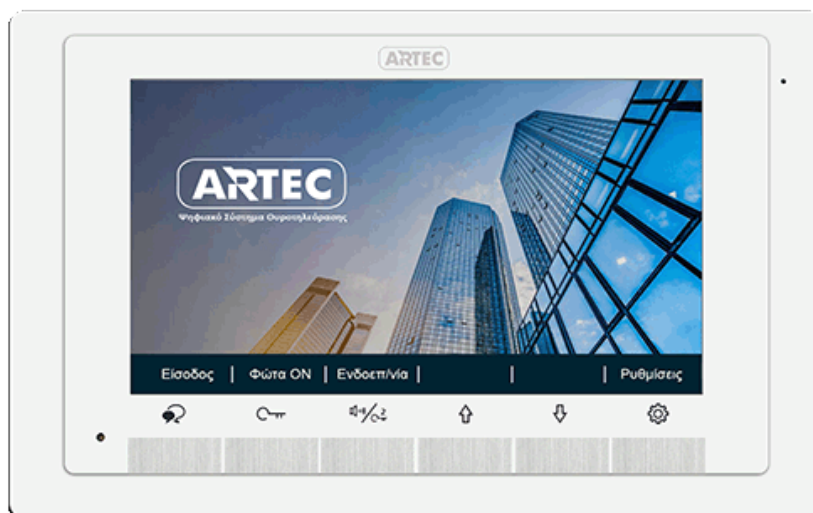 ARTEC
ARTEC
Ψηφιακό Σύστημα Θυροτηλεόρασης
Είσοδος | Φώτα ON | Ενδοεπ/νία | | | Ρυθμίσεις